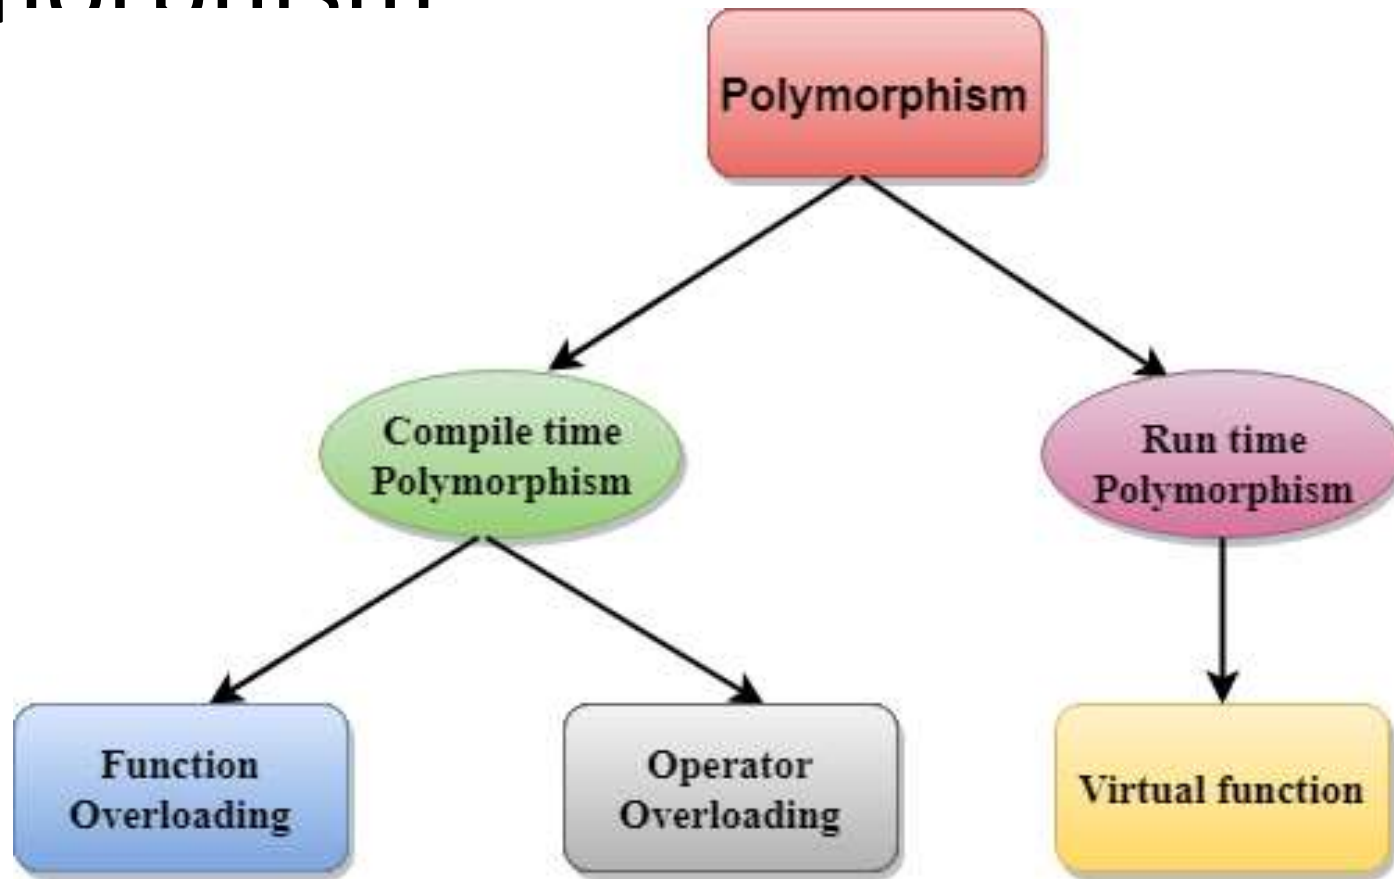 Polymorphism
Compile time
Polymorphism
Run time
Polymorphism
Function
Overloading
Operator
Overloading
Virtual function